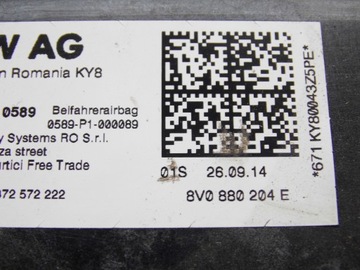 W AG
n Romania KY8
0589 Beifahrerairbag
0589-P1-000089
y Systems RO S.r.l.
za street
urtici Free Trade
872 572 222
01S 26.09.14
8V0 880 204 E
*671 KY80043Z5PE*